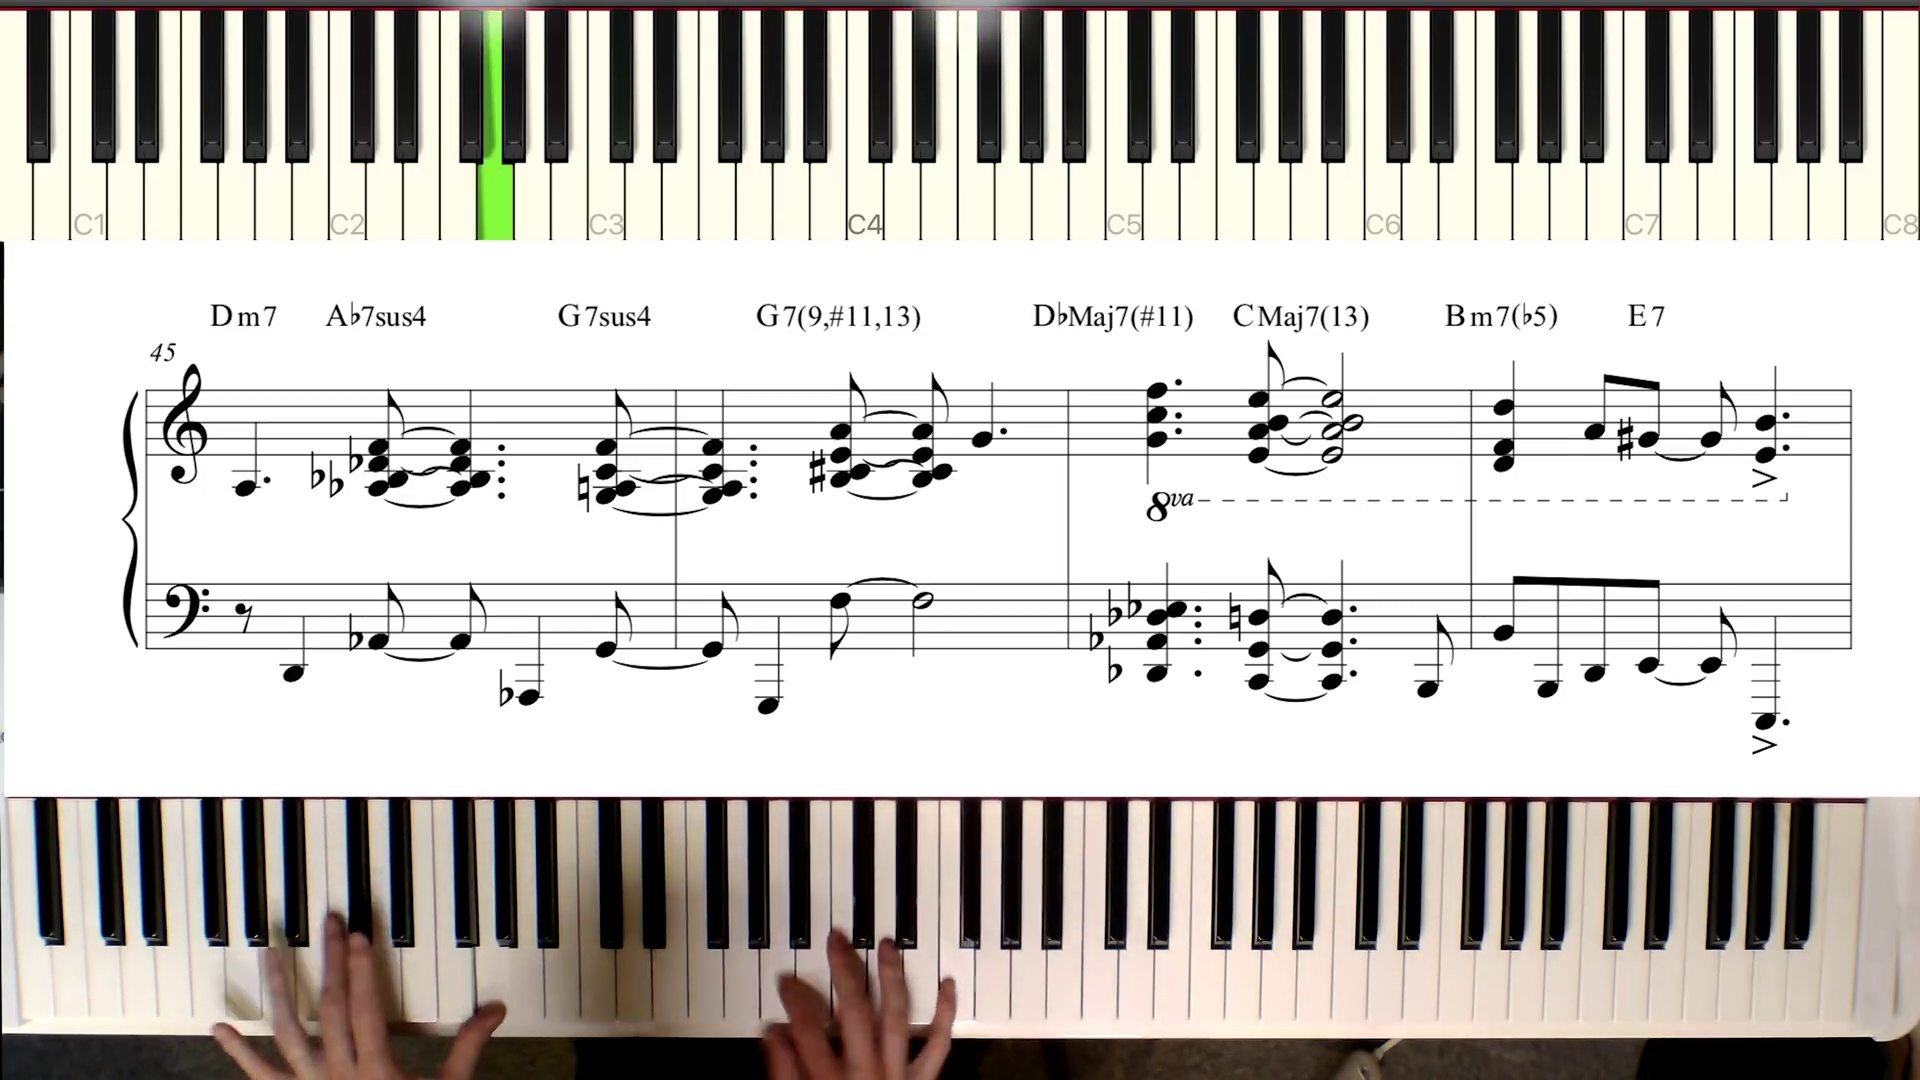 C1 C2 C3 C4 C5 C6 C7 C8
Dm7 A♭7sus4 G7sus4 G7(9,#11,13) D♭Maj7(#11) CMaj7(13) Bm7(♭5) E7
45
8va